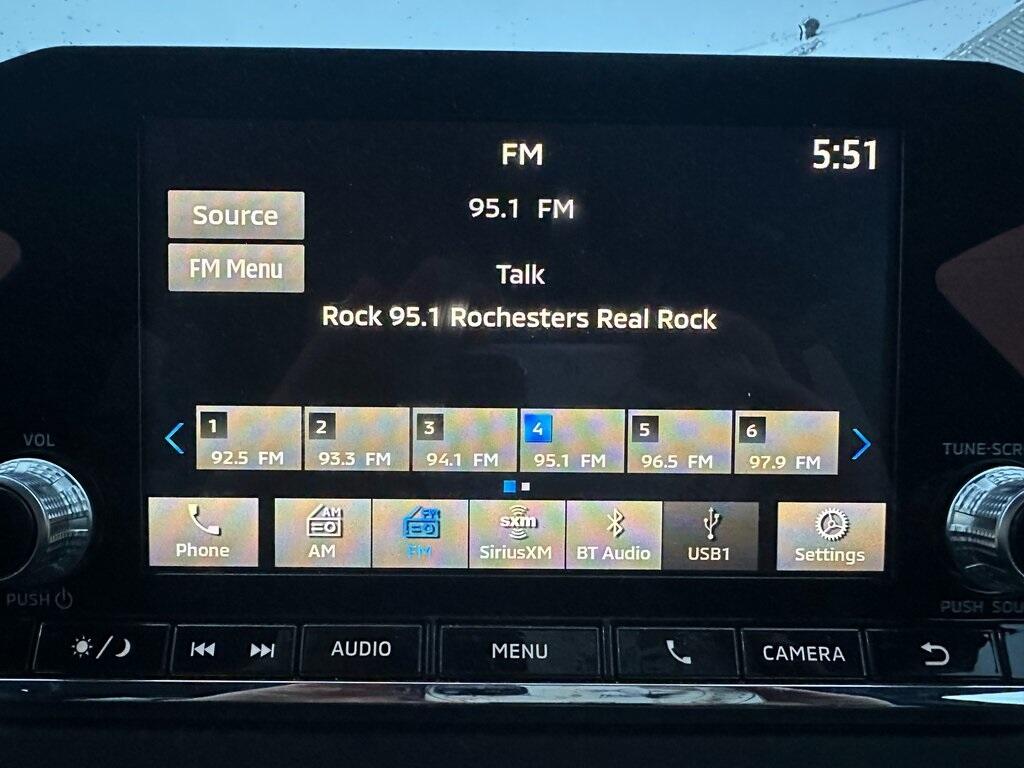 FM
5:51
Source
95.1 FM
FM Menu
Talk
Rock 95.1 Rochesters Real Rock
1 2 3 4 5 6
92.5 FM 93.3 FM 94.1 FM 95.1 FM 96.5 FM 97.9 FM
VOL
TUNE·SCR
AM FM sxm
Phone AM FM SiriusXM BT Audio USB1 Settings
PUSH
PUSH SOU
AUDIO MENU CAMERA